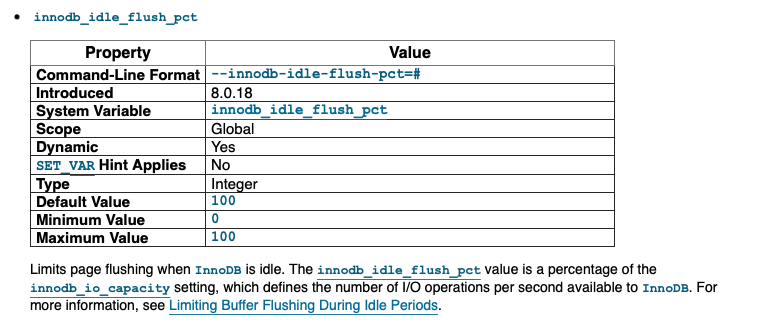 • innodb_idle_flush_pct
Property Value
Command-Line Format --innodb-idle-flush-pct=#
Introduced 8.0.18
System Variable innodb_idle_flush_pct
Scope Global
Dynamic Yes
SET_VAR Hint Applies No
Type Integer
Default Value 100
Minimum Value 0
Maximum Value 100
Limits page flushing when InnoDB is idle. The innodb_idle_flush_pct value is a percentage of the
innodb_io_capacity setting, which defines the number of I/O operations per second available to InnoDB. For
more information, see Limiting Buffer Flushing During Idle Periods.